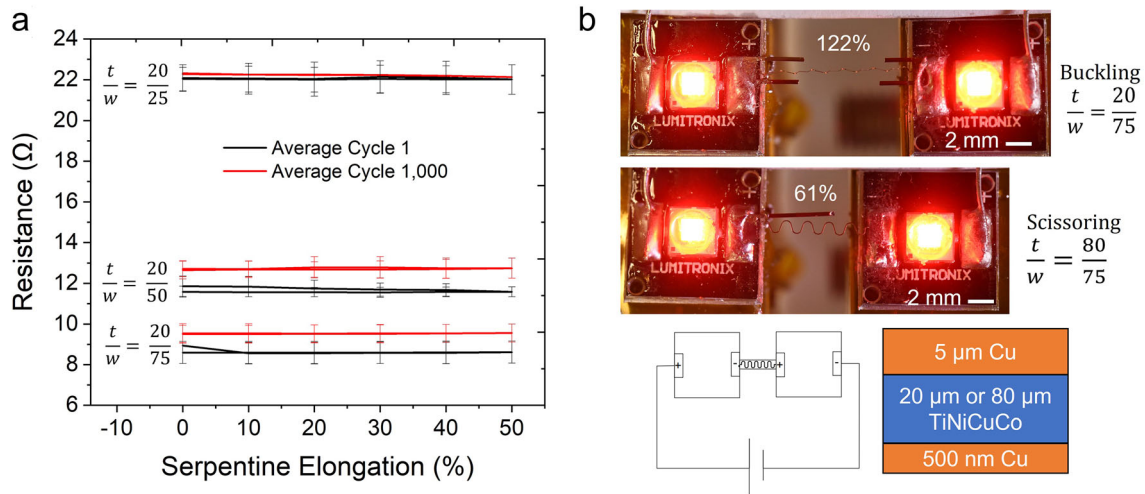 a
24
22
20
18
16
14
12
10
8
6
-10 0 10 20 30 40 50
Resistance (Ω)
Serpentine Elongation (%)
t/w = 20/25
Average Cycle 1
Average Cycle 1,000
t/w = 20/50
t/w = 20/75
b
122%
LUMITRONIX
LUMITRONIX
2 mm
Buckling
t/w = 20/75
61%
LUMITRONIX
LUMITRONIX
2 mm
Scissoring
t/w = 80/75
+ - + -
5 µm Cu
20 µm or 80 µm
TiNiCuCo
500 nm Cu